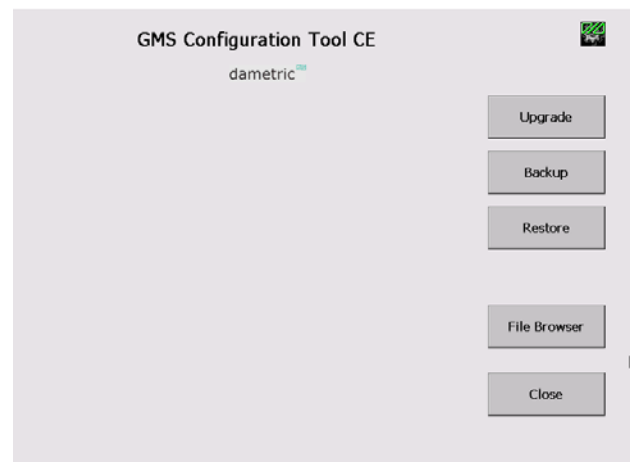 GMS Configuration Tool CE
dametric
Upgrade
Backup
Restore
File Browser
Close